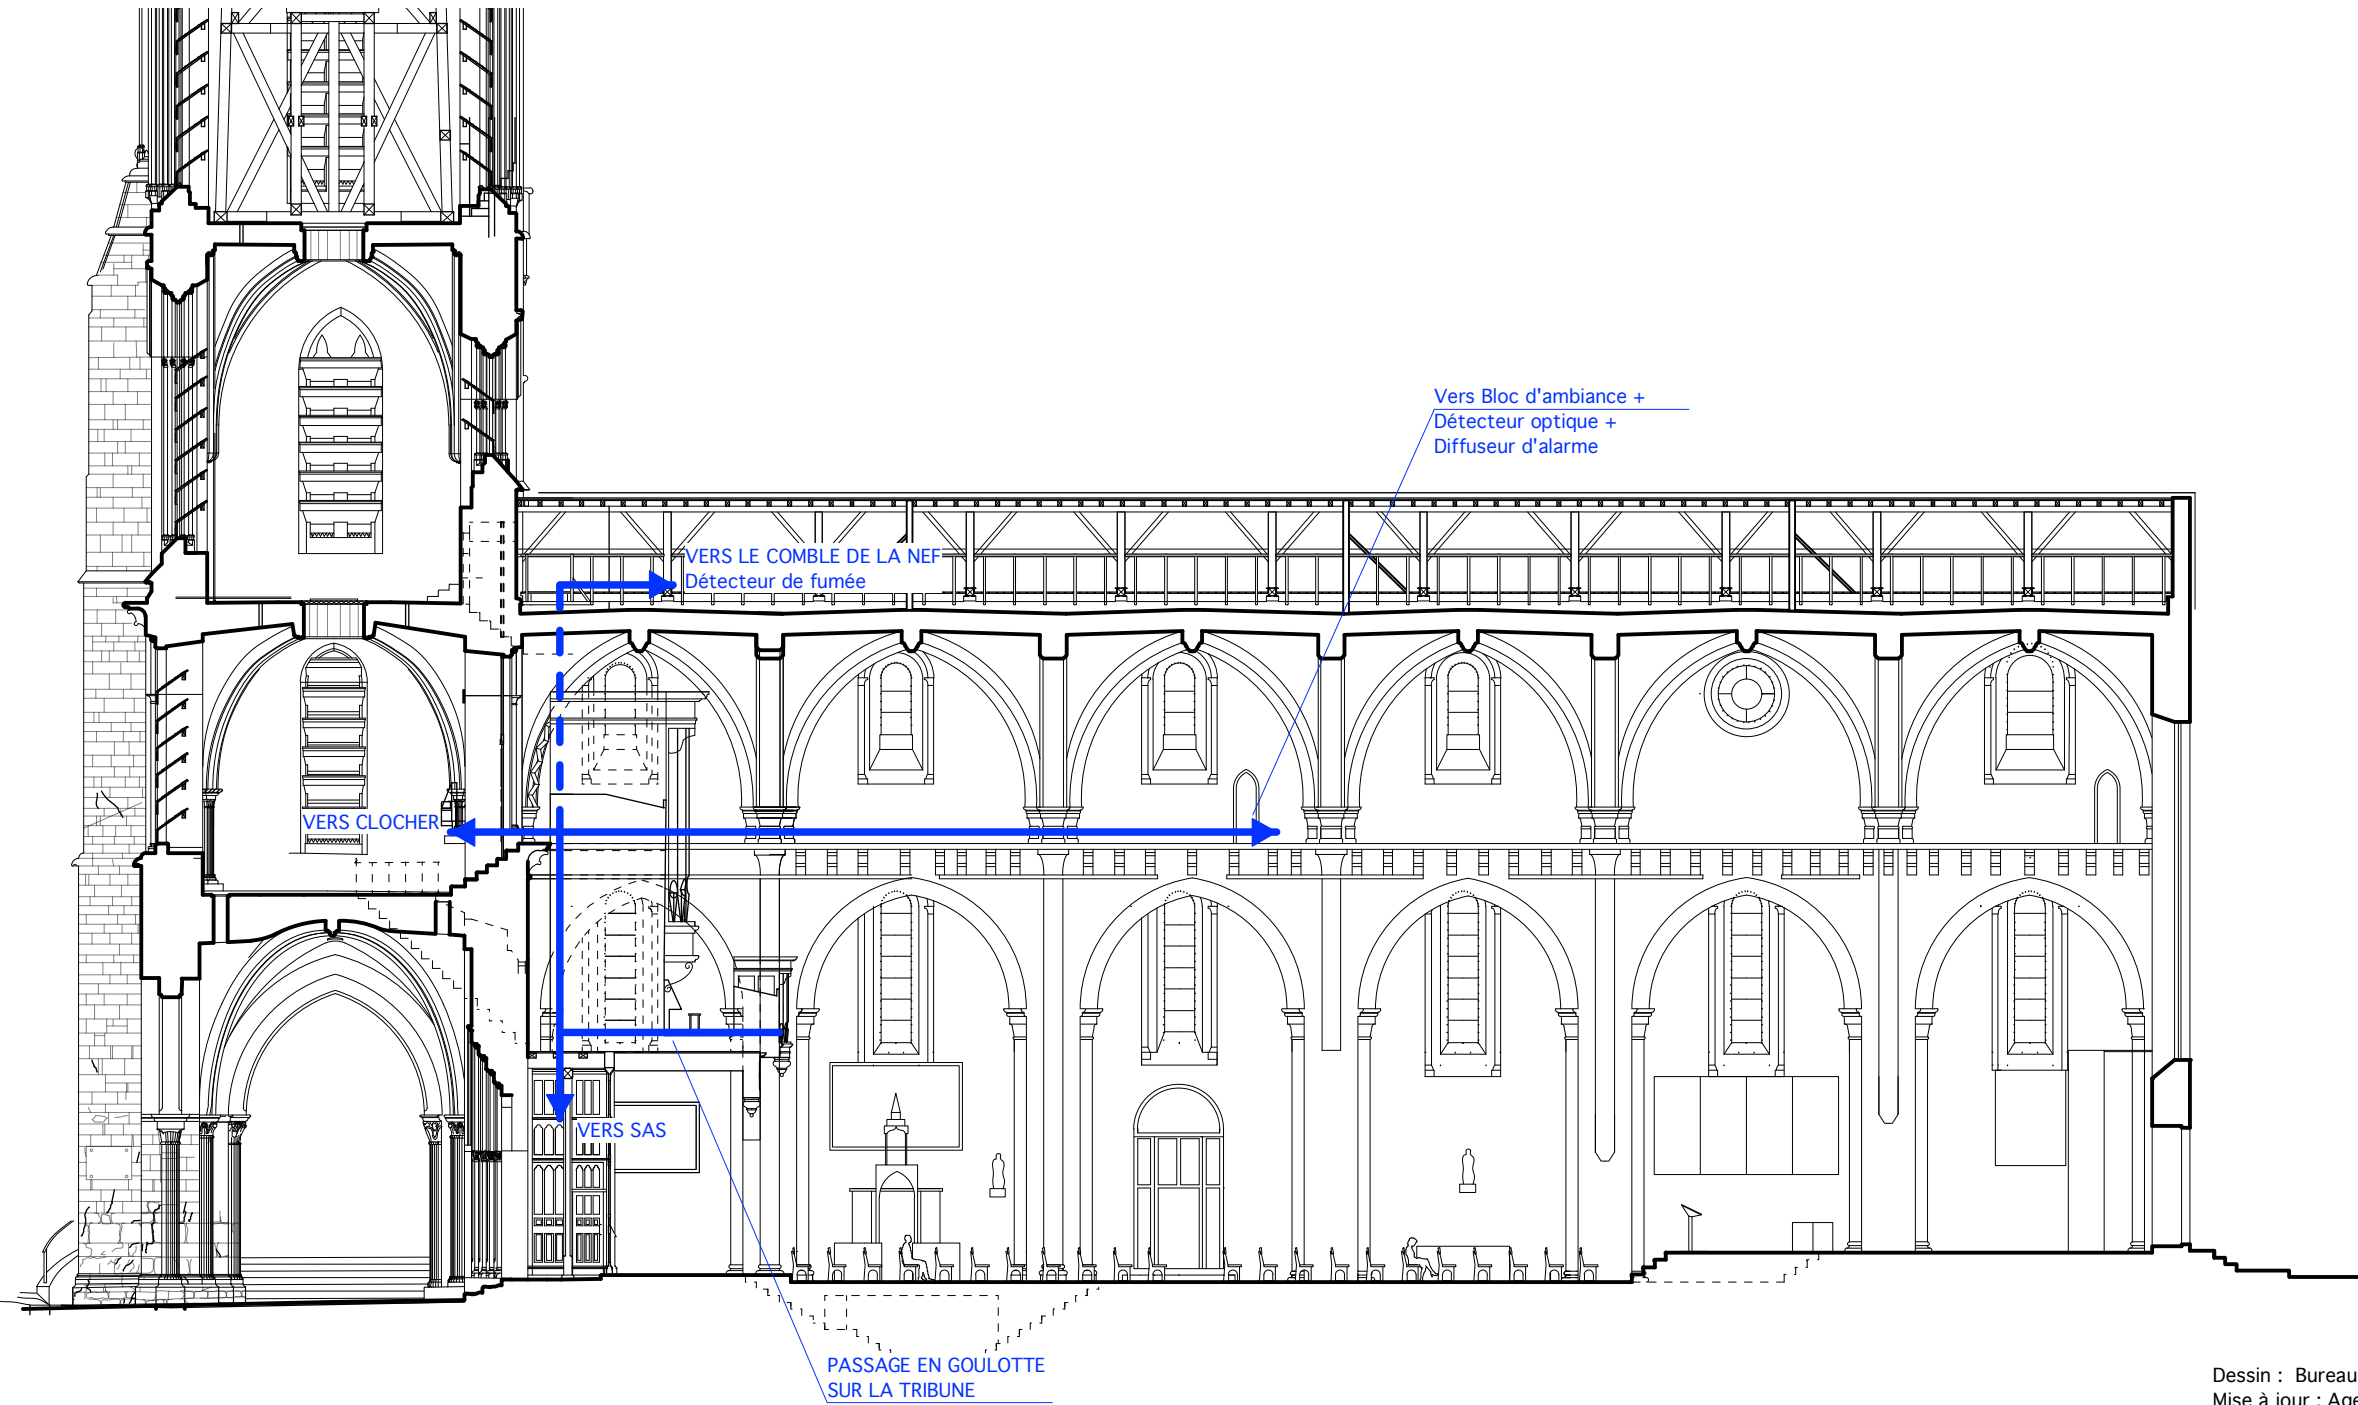 Vers Bloc d'ambiance +
Détecteur optique +
Diffuseur d'alarme
VERS LE COMBLE DE LA NEF
Détecteur de fumée
VERS CLOCHER
VERS SAS
PASSAGE EN GOULOTTE
SUR LA TRIBUNE
Dessin : Bureau
Mise à jour :